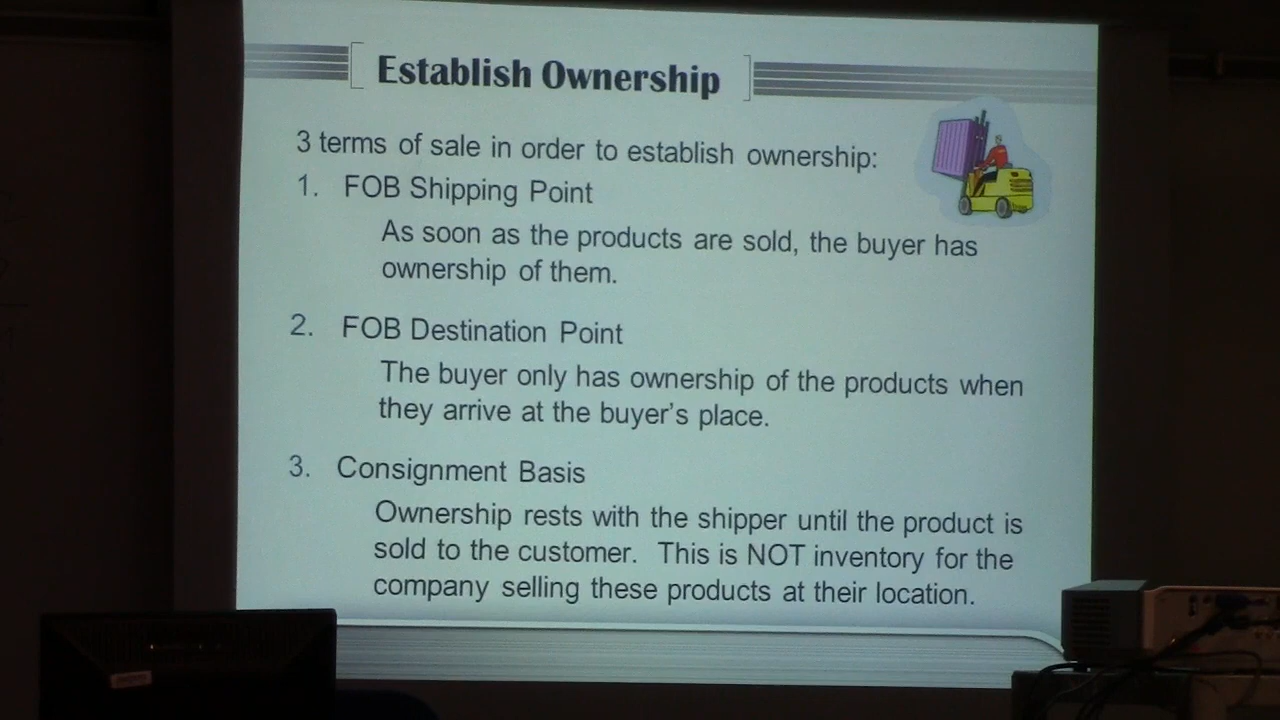 Establish Ownership
3 terms of sale in order to establish ownership:
1. FOB Shipping Point
As soon as the products are sold, the buyer has
ownership of them.
2. FOB Destination Point
The buyer only has ownership of the products when
they arrive at the buyer's place.
3. Consignment Basis
Ownership rests with the shipper until the product is
sold to the customer. This is NOT inventory for the
company selling these products at their location.